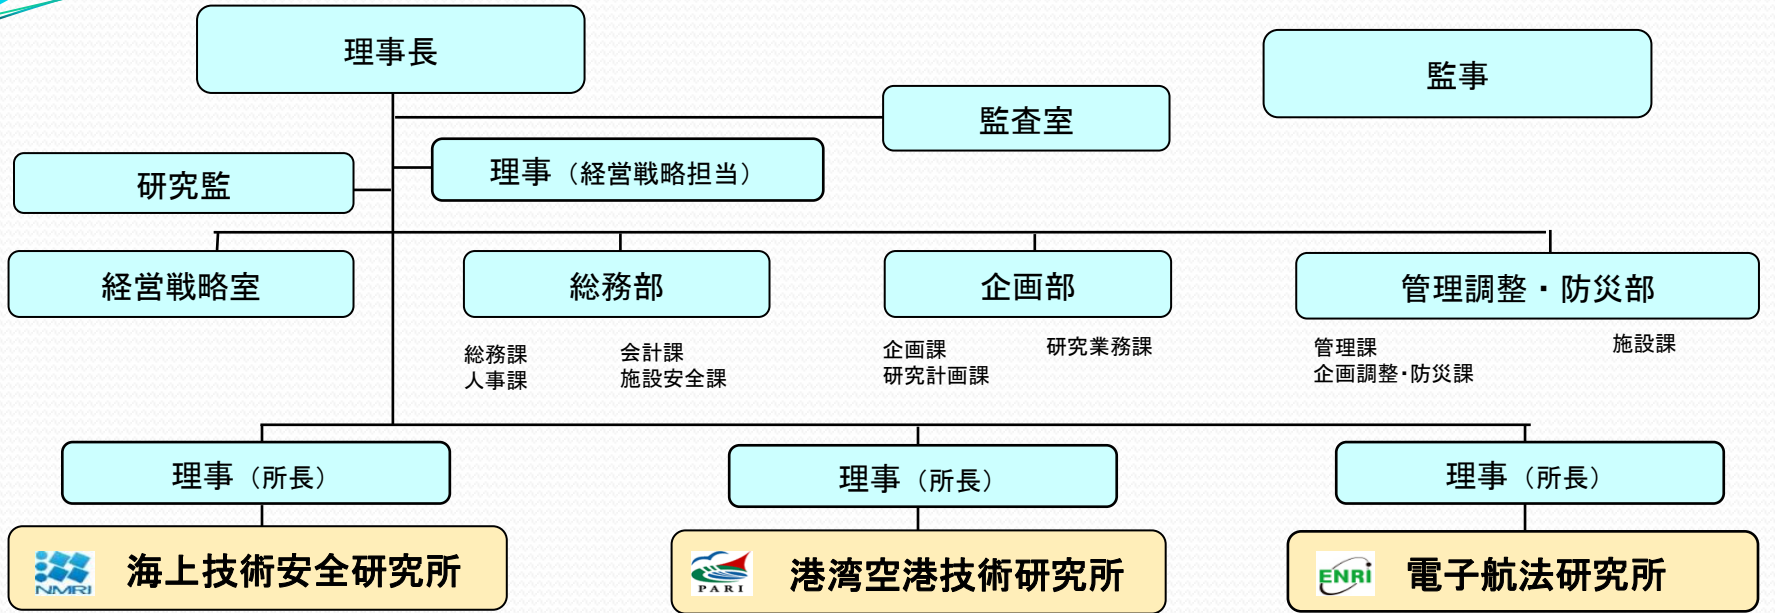 理事長
監事
監査室
理事（経営戦略担当）
研究監
経営戦略室
総務部
企画部
管理調整・防災部
総務課
人事課
会計課
施設安全課
企画課
研究計画課
研究業務課
管理課
企画調整・防災課
施設課
理事（所長）
理事（所長）
理事（所長）
NMRI
海上技術安全研究所
PARI
港湾空港技術研究所
ENRI
電子航法研究所